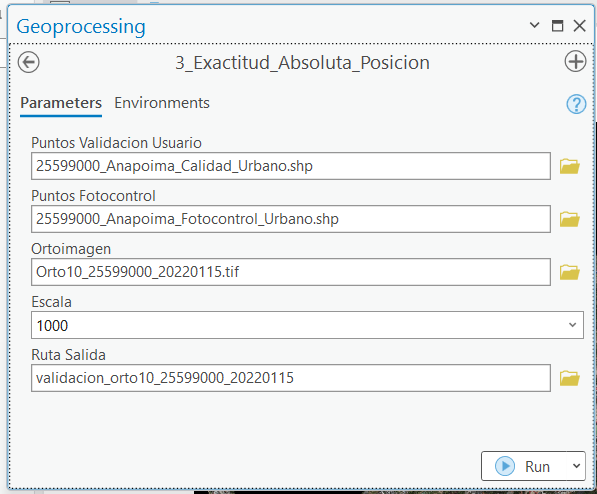 Geoprocessing
3_Exactitud_Absoluta_Posicion
Parameters Environments
Puntos Validacion Usuario
25599000_Anapoima_Calidad_Urbano.shp
Puntos Fotocontrol
25599000_Anapoima_Fotocontrol_Urbano.shp
Ortoimagen
Orto10_25599000_20220115.tif
Escala
1000
Ruta Salida
validacion_orto10_25599000_20220115
Run